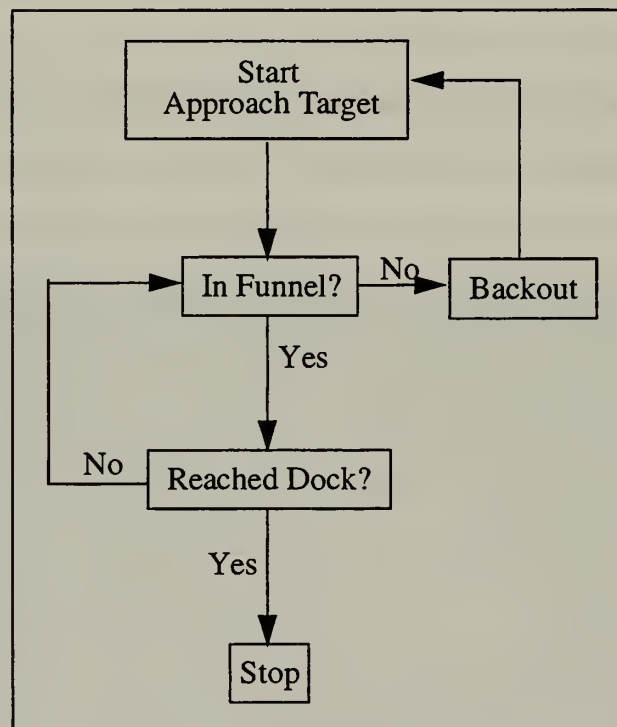 Start
Approach Target
In Funnel?
No
Backout
Yes
No
Reached Dock?
Yes
Stop